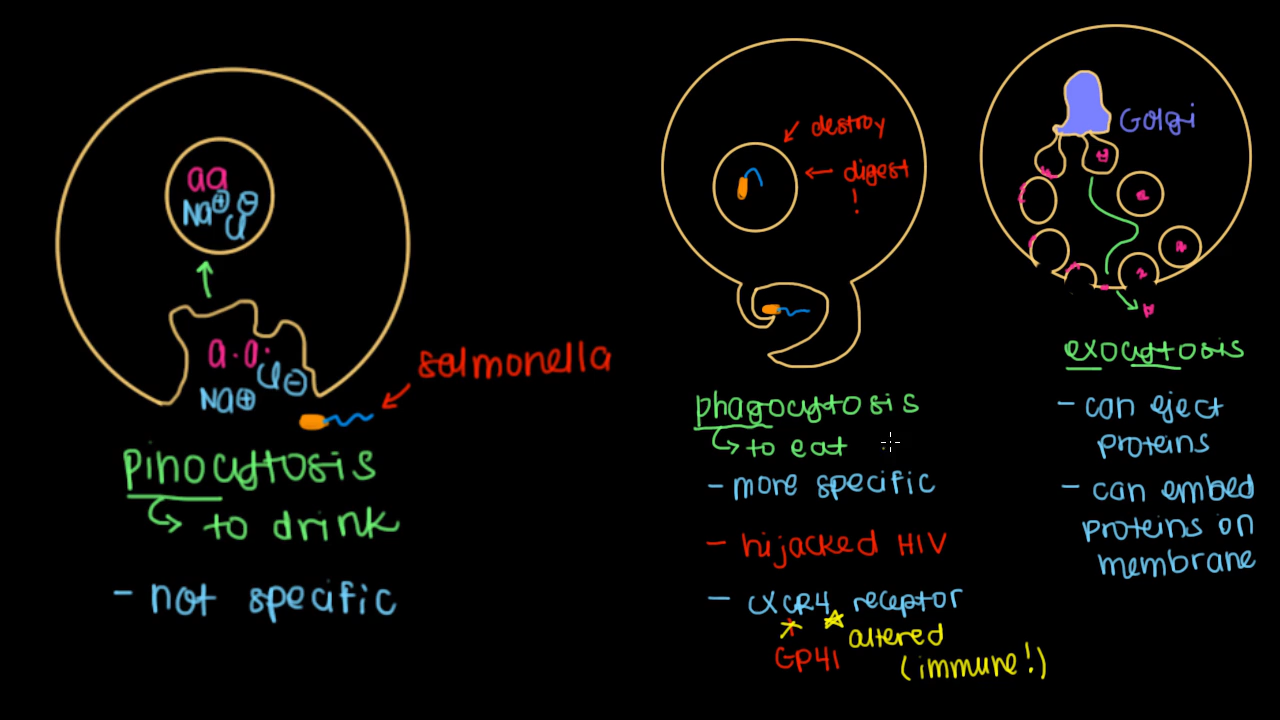 aa
Na⊕
Cl⊖
a.a.
Cl⊖
Na⊕
salmonella
pinocytosis
to drink
- not specific
destroy
digest
!
phagocytosis
to eat
- more specific
- hijacked HIV
- CXCR4 receptor
altered
GP41
(immune!)
Golgi
exocytosis
- can eject
proteins
- can embed
proteins on
membrane